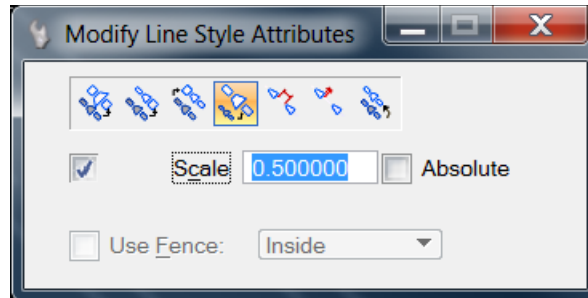 Modify Line Style Attributes
Scale 0.500000 Absolute
Use Fence: Inside